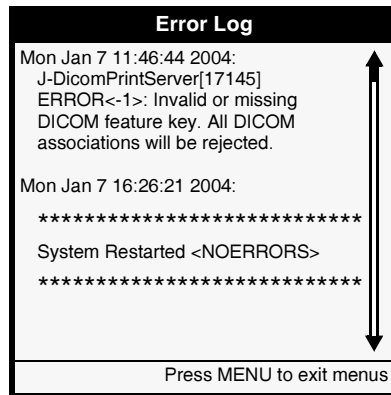 Error Log
Mon Jan 7 11:46:44 2004:
J-DicomPrintServer[17145]
ERROR<-1>: Invalid or missing
DICOM feature key. All DICOM
associations will be rejected.
Mon Jan 7 16:26:21 2004:
****************************
System Restarted <NOERRORS>
****************************
Press MENU to exit menus